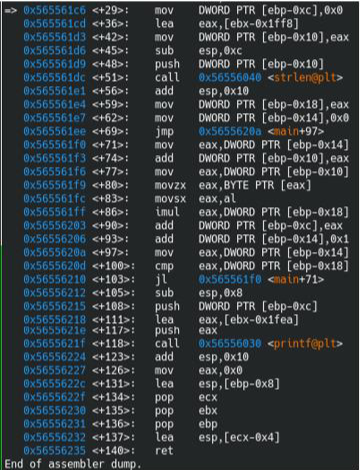 => 0x565561c6 <+29>: mov DWORD PTR [ebp-0xc],0x0
0x565561cd <+36>: lea eax,[ebx-0x1ff8]
0x565561d3 <+42>: mov DWORD PTR [ebp-0x10],eax
0x565561d6 <+45>: sub esp,0xc
0x565561d9 <+48>: push DWORD PTR [ebp-0x10]
0x565561dc <+51>: call 0x56556040 <strlen@plt>
0x565561e1 <+56>: add esp,0x10
0x565561e4 <+59>: mov DWORD PTR [ebp-0x18],eax
0x565561e7 <+62>: mov DWORD PTR [ebp-0x14],0x0
0x565561ee <+69>: jmp 0x5655620a <main+97>
0x565561f0 <+71>: mov eax,DWORD PTR [ebp-0x14]
0x565561f3 <+74>: add DWORD PTR [ebp-0x10],eax
0x565561f6 <+77>: mov eax,DWORD PTR [ebp-0x10]
0x565561f9 <+80>: movzx eax,BYTE PTR [eax]
0x565561fc <+83>: movsx eax,al
0x565561ff <+86>: imul eax,DWORD PTR [ebp-0x18]
0x56556203 <+90>: add DWORD PTR [ebp-0xc],eax
0x56556206 <+93>: add DWORD PTR [ebp-0x14],0x1
0x5655620a <+97>: mov eax,DWORD PTR [ebp-0x14]
0x5655620d <+100>: cmp eax,DWORD PTR [ebp-0x18]
0x56556210 <+103>: jl 0x565561f0 <main+71>
0x56556212 <+105>: sub esp,0x8
0x56556215 <+108>: push DWORD PTR [ebp-0xc]
0x56556218 <+111>: lea eax,[ebx-0x1fea]
0x5655621e <+117>: push eax
0x5655621f <+118>: call 0x56556030 <printf@plt>
0x56556224 <+123>: add esp,0x10
0x56556227 <+126>: mov eax,0x0
0x5655622c <+131>: lea esp,[ebp-0x8]
0x5655622f <+134>: pop ecx
0x56556230 <+135>: pop ebx
0x56556231 <+136>: pop ebp
0x56556232 <+137>: lea esp,[ecx-0x4]
0x56556235 <+140>: ret
End of assembler dump.